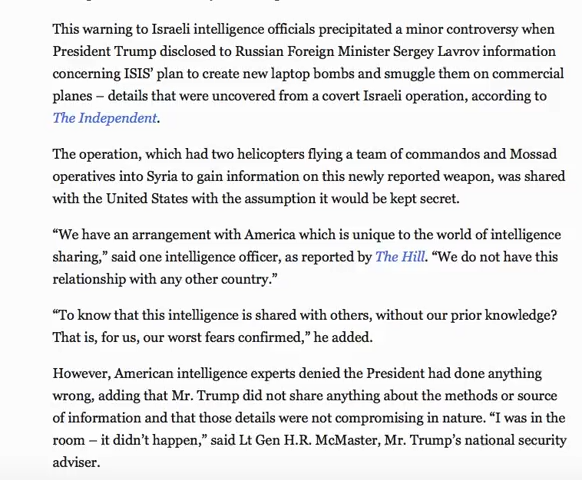 This warning to Israeli intelligence officials precipitated a minor controversy when
President Trump disclosed to Russian Foreign Minister Sergey Lavrov information
concerning ISIS’ plan to create new laptop bombs and smuggle them on commercial
planes – details that were uncovered from a covert Israeli operation, according to
The Independent.
The operation, which had two helicopters flying a team of commandos and Mossad
operatives into Syria to gain information on this newly reported weapon, was shared
with the United States with the assumption it would be kept secret.
“We have an arrangement with America which is unique to the world of intelligence
sharing,” said one intelligence officer, as reported by The Hill. “We do not have this
relationship with any other country.”
“To know that this intelligence is shared with others, without our prior knowledge?
That is, for us, our worst fears confirmed,” he added.
However, American intelligence experts denied the President had done anything
wrong, adding that Mr. Trump did not share anything about the methods or source
of information and that those details were not compromising in nature. “I was in the
room – it didn’t happen,” said Lt Gen H.R. McMaster, Mr. Trump’s national security
adviser.